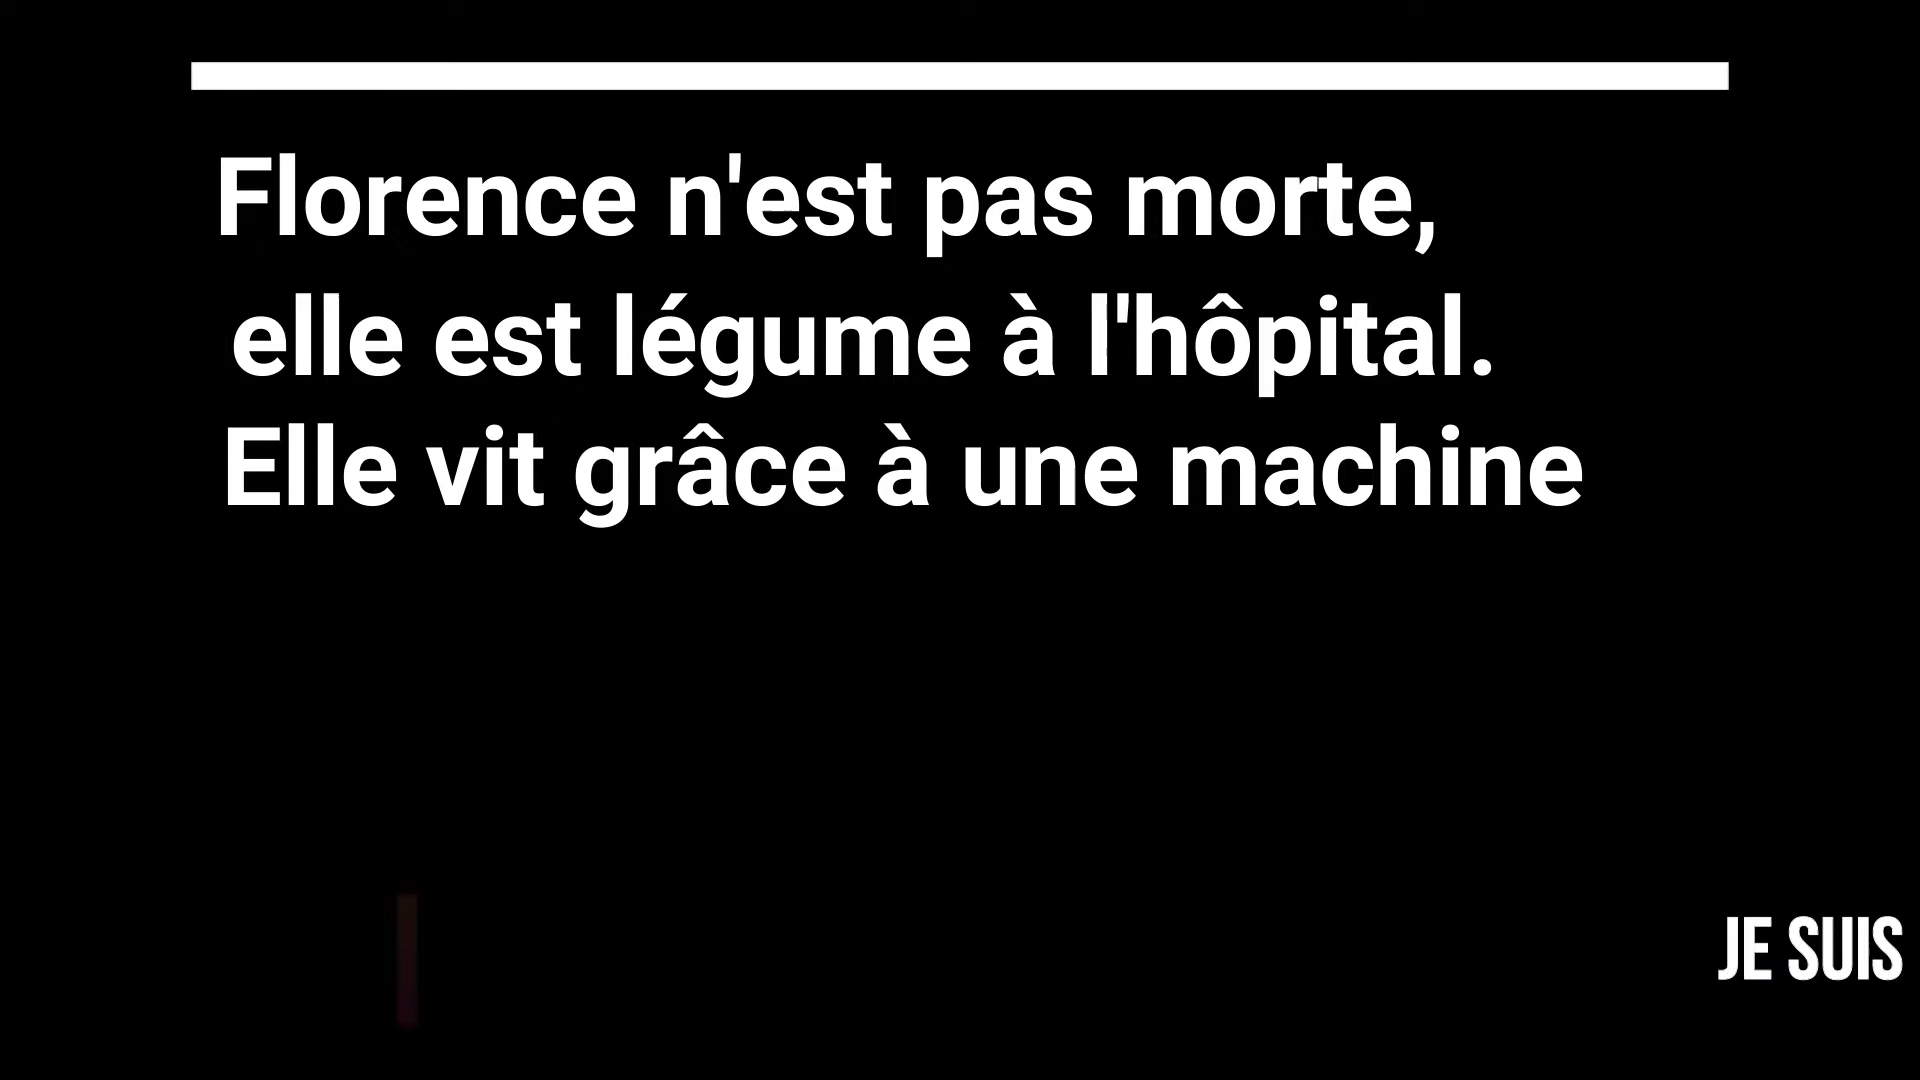 Florence n'est pas morte,
elle est légume à l'hôpital.
Elle vit grâce à une machine
JE SUIS